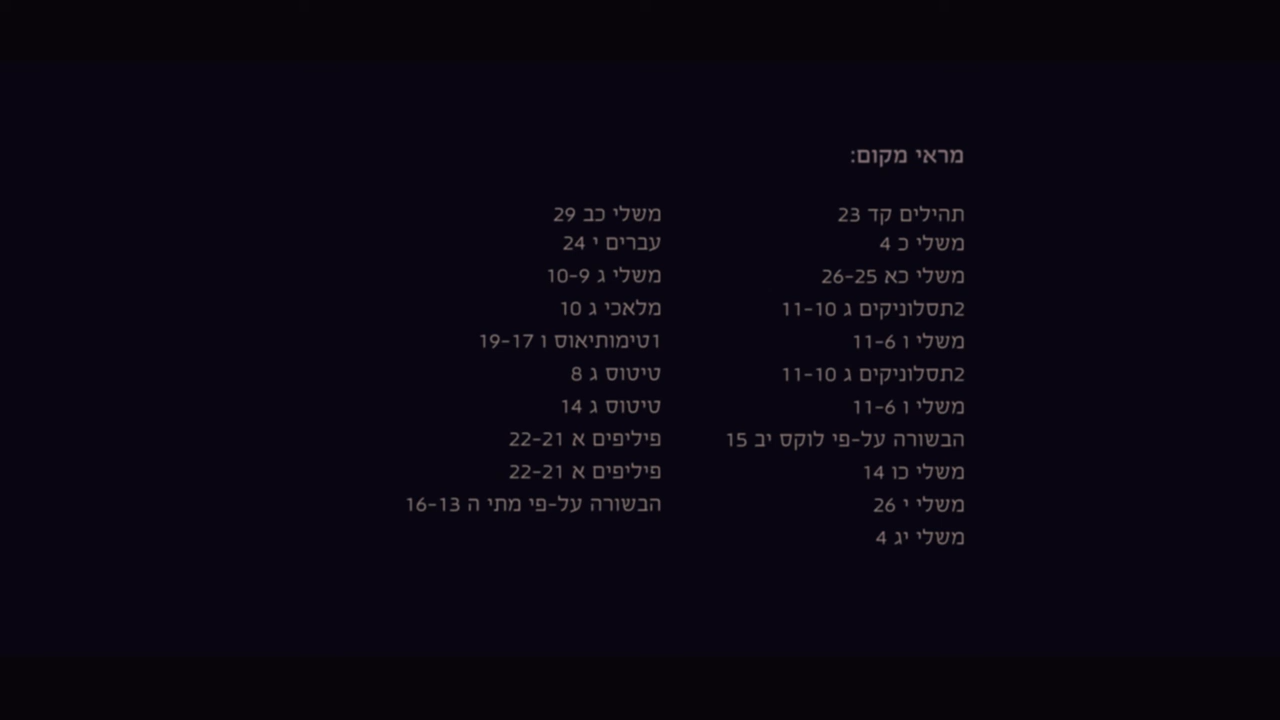 מראי מקום:
תהילים קד 23
משלי כ 4
משלי כא 25-26
2תסלוניקים ג 10-11
משלי ו 6-11
2תסלוניקים ג 10-11
משלי ו 6-11
הבשורה על-פי לוקס יב 15
משלי כו 14
משלי י 26
משלי יג 4
משלי כב 29
עברים י 24
משלי ג 9-10
מלאכי ג 10
1טימותיאוס ו 17-19
טיטוס ג 8
טיטוס ג 14
פיליפים א 21-22
פיליפים א 21-22
הבשורה על-פי מתי ה 13-16